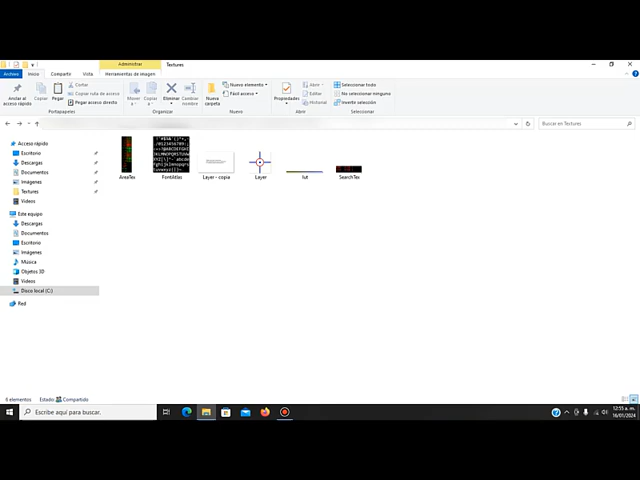 Administrar
Textures
Archivo
Inicio
Compartir
Vista
Herramientas de imagen
Anclar al
acceso rápido
Copiar
Pegar
Cortar
Copiar ruta de acceso
Pegar acceso directo
Portapapeles
Mover
a
Copiar
a
Eliminar
Cambiar
nombre
Organizar
Nueva
carpeta
Nuevo elemento
Fácil acceso
Nuevo
Propiedades
Abrir
Editar
Historial
Abrir
Seleccionar todo
No seleccionar ninguno
Invertir selección
Seleccionar
Buscar en Textures
Acceso rápido
Escritorio
Descargas
Documentos
Imágenes
Textures
Videos
Este equipo
Descargas
Documentos
Escritorio
Imágenes
Música
Objetos 3D
Videos
Disco local (C:)
Red
AreaTex
FontAtlas
Layer - copia
Layer
lut
SearchTex
6 elementos
Estado:
Compartido
Escribe aquí para buscar.
12:55 a. m.
16/01/2024